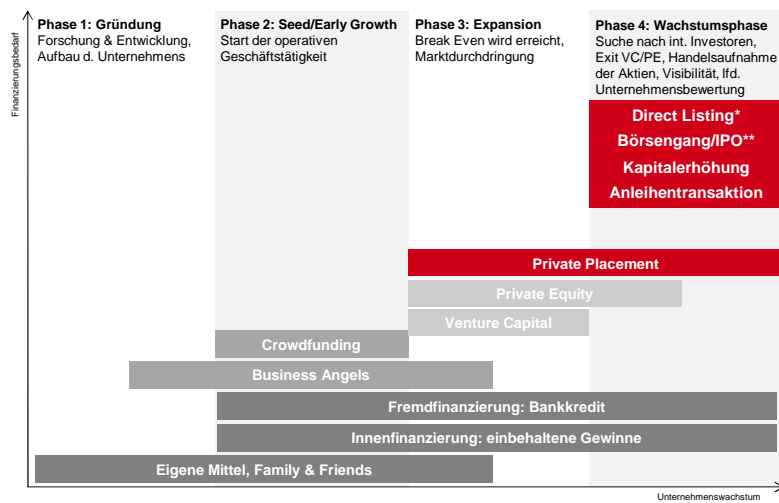 Finanzierungsbedarf
Phase 1: Gründung
Forschung & Entwicklung,
Aufbau d. Unternehmens
Phase 2: Seed/Early Growth
Start der operativen
Geschäftstätigkeit
Phase 3: Expansion
Break Even wird erreicht,
Marktdurchdringung
Phase 4: Wachstumsphase
Suche nach int. Investoren,
Exit VC/PE, Handelsaufnahme
der Aktien, Visibilität, lfd.
Unternehmensbewertung
Direct Listing*
Börsengang/IPO**
Kapitalerhöhung
Anleihentransaktion
Private Placement
Private Equity
Venture Capital
Crowdfunding
Business Angels
Fremdfinanzierung: Bankkredit
Innenfinanzierung: einbehaltene Gewinne
Eigene Mittel, Family & Friends
Unternehmenswachstum